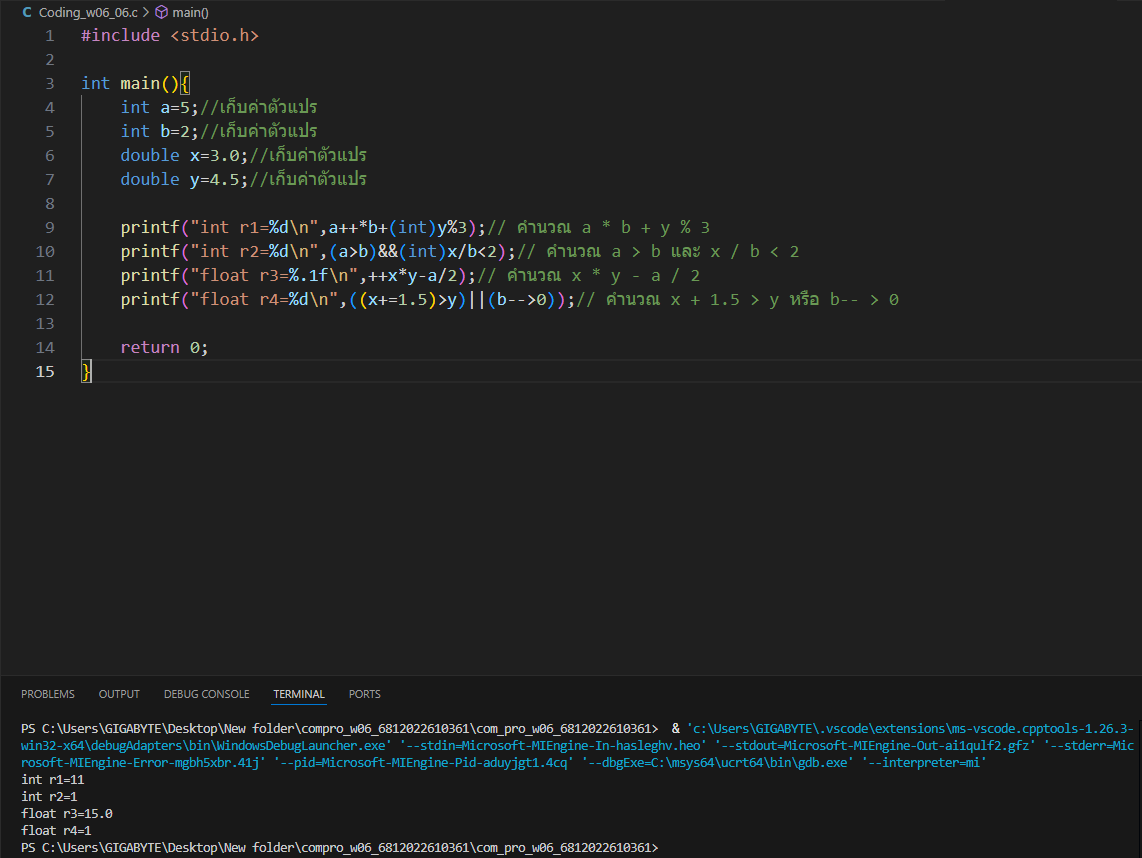 C Coding_w06_06.c > main()
1 #include <stdio.h>
2
3 int main(){
4     int a=5;//เก็บค่าตัวแปร
5     int b=2;//เก็บค่าตัวแปร
6     double x=3.0;//เก็บค่าตัวแปร
7     double y=4.5;//เก็บค่าตัวแปร
8
9     printf("int r1=%d\n",a++*b+(int)y%3);// คำนวณ a * b + y % 3
10     printf("int r2=%d\n",(a>b)&&(int)x/b<2);// คำนวณ a > b และ x / b < 2
11     printf("float r3=%.1f\n",++x*y-a/2);// คำนวณ x * y - a / 2
12     printf("float r4=%d\n",((x+=1.5)>y)||(b-->0));// คำนวณ x + 1.5 > y หรือ b-- > 0
13
14     return 0;
15 }
PROBLEMS OUTPUT DEBUG CONSOLE TERMINAL PORTS
PS C:\Users\GIGABYTE\Desktop\New folder\compro_w06_6812022610361\com_pro_w06_6812022610361>  & 'c:\Users\GIGABYTE\.vscode\extensions\ms-vscode.cpptools-1.26.3-
win32-x64\debugAdapters\bin\WindowsDebugLauncher.exe' '--stdin=Microsoft-MIEngine-In-hasleghv.heo' '--stdout=Microsoft-MIEngine-Out-ai1qulf2.gfz' '--stderr=Mic
rosoft-MIEngine-Error-mgbh5xbr.41j' '--pid=Microsoft-MIEngine-Pid-aduyjgt1.4cq' '--dbgExe=C:\msys64\ucrt64\bin\gdb.exe' '--interpreter=mi'
int r1=11
int r2=1
float r3=15.0
float r4=1
PS C:\Users\GIGABYTE\Desktop\New folder\compro_w06_6812022610361\com_pro_w06_6812022610361>